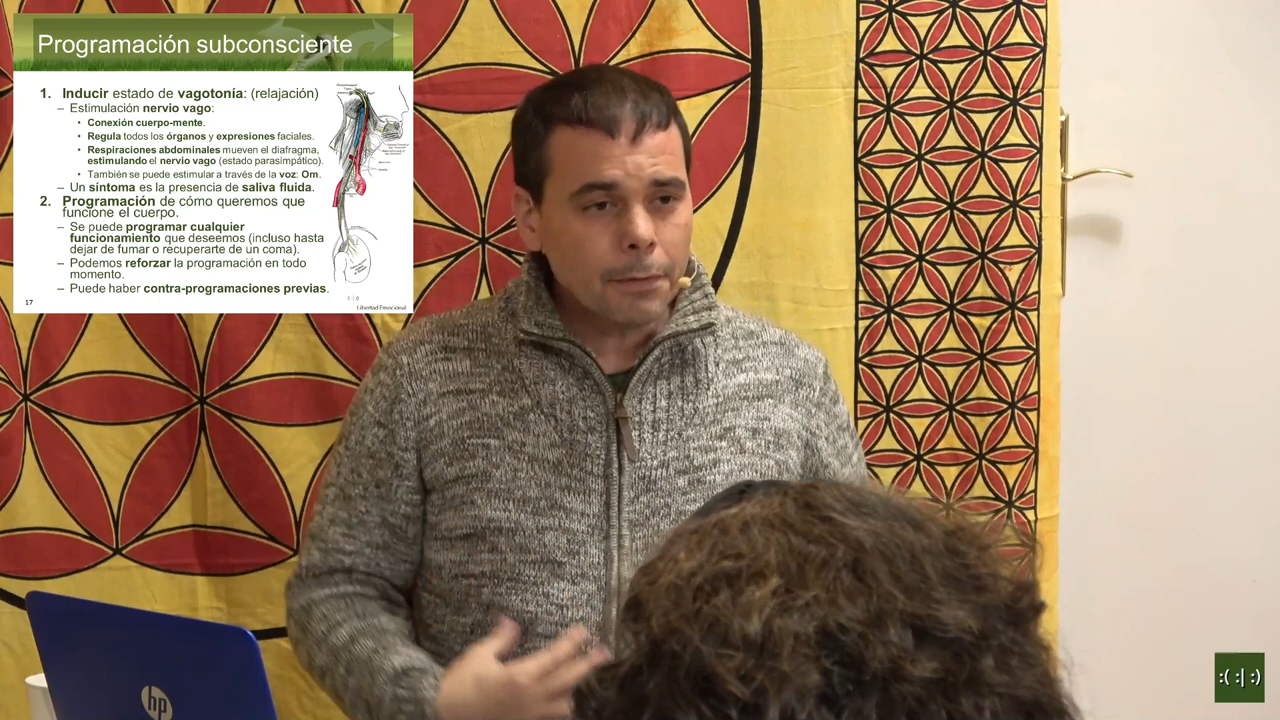 Programación subconsciente
1. Inducir estado de vagotonía: (relajación)
– Estimulación nervio vago:
• Conexión cuerpo-mente.
• Regula todos los órganos y expresiones faciales.
• Respiraciones abdominales mueven el diafragma,
estimulando el nervio vago (estado parasimpático).
• También se puede estimular a través de la voz: Om.
– Un síntoma es la presencia de saliva fluida.
2. Programación de cómo queremos que
funcione el cuerpo.
– Se puede programar cualquier
funcionamiento que deseemos (incluso hasta
dejar de fumar o recuperarte de un coma).
– Podemos reforzar la programación en todo
momento.
– Puede haber contra-programaciones previas.
17
Libertad Emocional
hp
:( :| :)